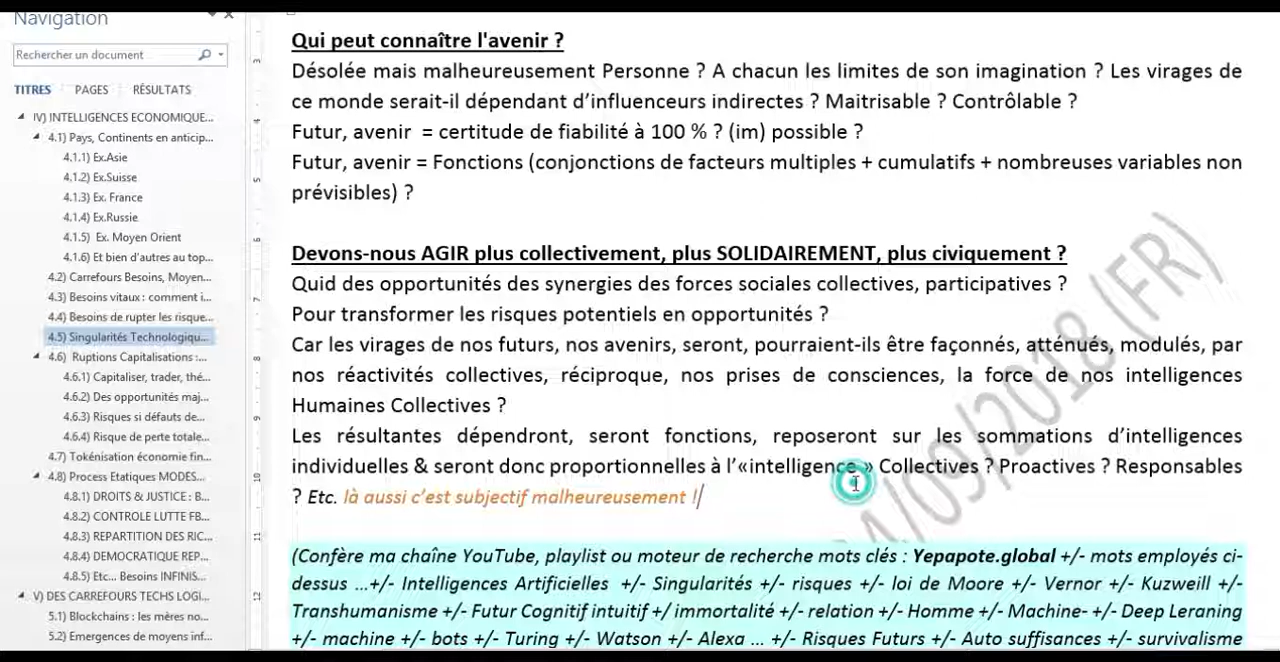 Navigation
Rechercher un document
TITRES PAGES RÉSULTATS
IV) INTELLIGENCES ECONOMIQUE...
4.1) Pays, Continents en anticip...
4.1.1) Ex.Asie
4.1.2) Ex.Suisse
4.1.3) Ex. France
4.1.4) Ex.Russie
4.1.5) Ex. Moyen Orient
4.1.6) Et bien d'autres au top...
4.2) Carrefours Besoins, Moyen...
4.3) Besoins vitaux : comment i...
4.4) Besoins de rupter les risque...
4.5) Singularités Technologiqu...
4.6) Ruptions Capitalisations :...
4.6.1) Capitaliser, trader, thé...
4.6.2) Des opportunités maj...
4.6.3) Risques si défauts de...
4.6.4) Risque de perte totale...
4.7) Tokénisation économie fin...
4.8) Process Etatiques MODES...
4.8.1) DROITS & JUSTICE : B...
4.8.2) CONTROLE LUTTE FB...
4.8.3) REPARTITION DES RIC...
4.8.4) DEMOCRATIQUE REP...
4.8.5) Etc... Besoins INFINIS...
V) DES CARREFOURS TECHS LOGI...
5.1) Blockchains : les mères no...
5.2) Emergences de moyens inf...
Qui peut connaître l'avenir ?
Désolée mais malheureusement Personne ? A chacun les limites de son imagination ? Les virages de
ce monde serait-il dépendant d'influenceurs indirectes ? Maitrisable ? Contrôlable ?
Futur, avenir = certitude de fiabilité à 100 % ? (im) possible ?
Futur, avenir = Fonctions (conjonctions de facteurs multiples + cumulatifs + nombreuses variables non
prévisibles) ?
Devons-nous AGIR plus collectivement, plus SOLIDAIREMENT, plus civiquement ?
Quid des opportunités des synergies des forces sociales collectives, participatives ?
Pour transformer les risques potentiels en opportunités ?
Car les virages de nos futurs, nos avenirs, seront, pourraient-ils être façonnés, atténués, modulés, par
nos réactivités collectives, réciproque, nos prises de consciences, la force de nos intelligences
Humaines Collectives ?
Les résultantes dépendront, seront fonctions, reposeront sur les sommations d'intelligences
individuelles & seront donc proportionnelles à l'«intelligence » Collectives ? Proactives ? Responsables
? Etc. là aussi c'est subjectif malheureusement !
(Confère ma chaîne YouTube, playlist ou moteur de recherche mots clés : Yepapote.global +/- mots employés ci-
dessus ...+/- Intelligences Artificielles +/- Singularités +/- risques +/- loi de Moore +/- Vernor +/- Kuzweill +/-
Transhumanisme +/- Futur Cognitif intuitif +/ immortalité +/- relation +/- Homme +/- Machine- +/- Deep Leraning
+/- machine +/- bots +/- Turing +/- Watson +/- Alexa ... +/- Risques Futurs +/- Auto suffisances +/- survivalisme
4/09/2018 (FR)